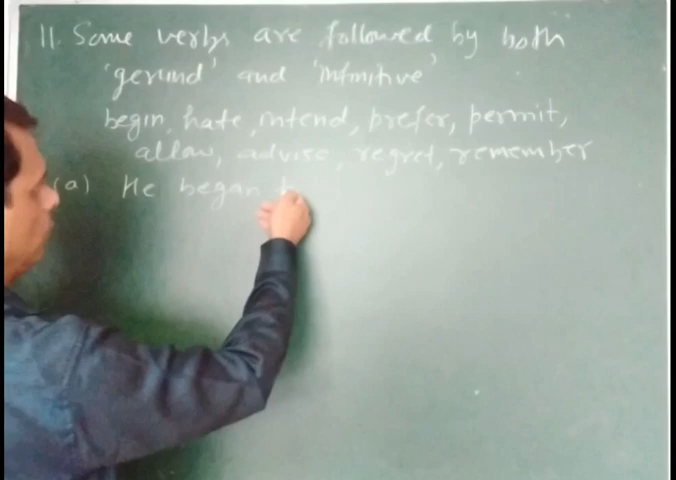 11. Some verbs are followed by both
'gerund' and 'infinitive'
begin, hate, intend, prefer, permit,
allow, advise, regret, remember
(a) He began